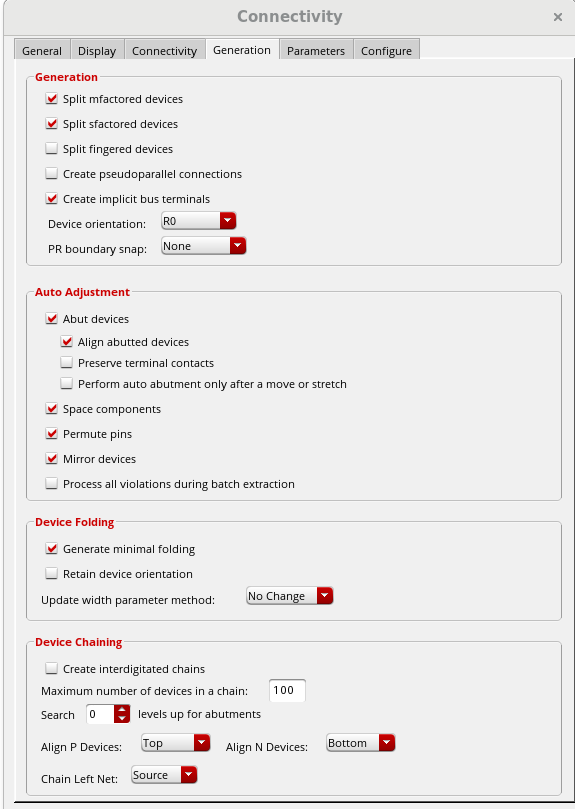 Connectivity
General Display Connectivity Generation Parameters Configure
Generation
Split mfactored devices
Split sfactored devices
Split fingered devices
Create pseudoparallel connections
Create implicit bus terminals
Device orientation: R0
PR boundary snap: None
Auto Adjustment
Abut devices
Align abutted devices
Preserve terminal contacts
Perform auto abutment only after a move or stretch
Space components
Permute pins
Mirror devices
Process all violations during batch extraction
Device Folding
Generate minimal folding
Retain device orientation
Update width parameter method: No Change
Device Chaining
Create interdigitated chains
Maximum number of devices in a chain: 100
Search 0 levels up for abutments
Align P Devices: Top Align N Devices: Bottom
Chain Left Net: Source